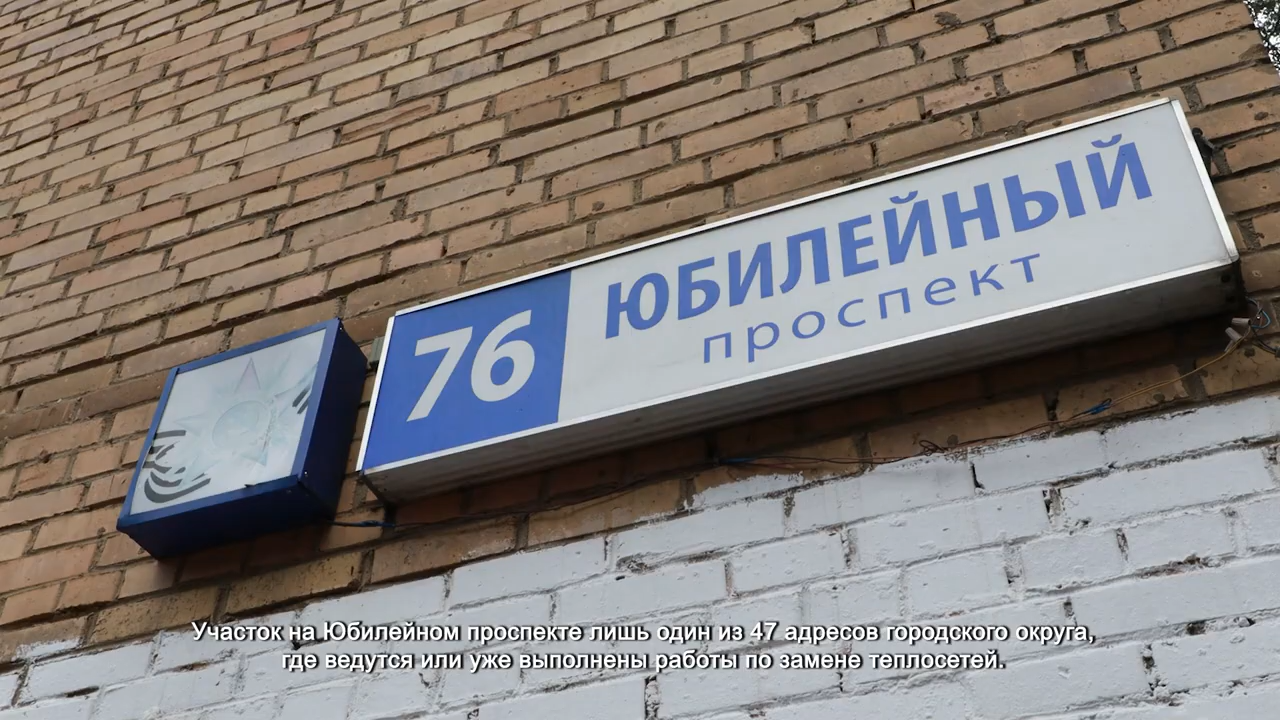 76
ЮБИЛЕЙНЫЙ
проспект
Участок на Юбилейном проспекте лишь один из 47 адресов городского округа,
где ведутся или уже выполнены работы по замене теплосетей.